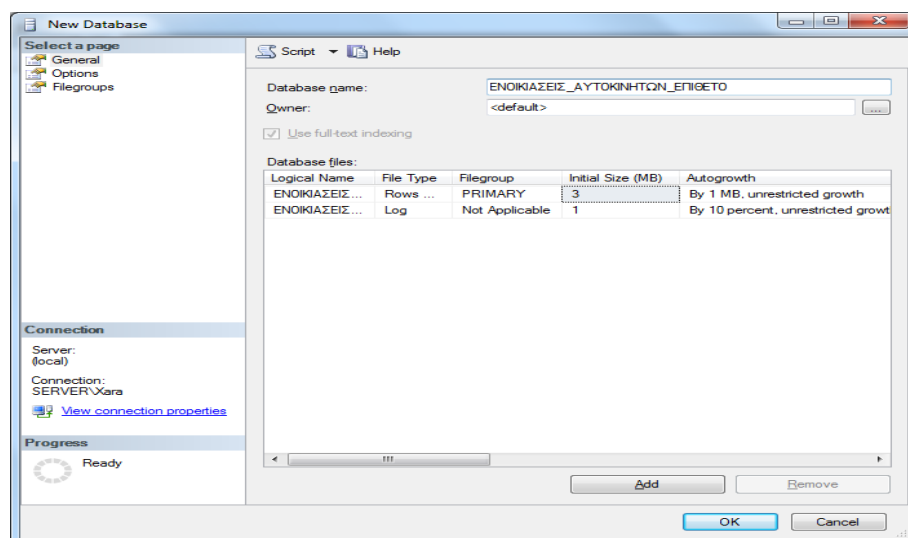 New Database
Select a page
General
Options
Filegroups
Script Help
Database name: ΕΝΟΙΚΙΑΣΕΙΣ_ΑΥΤΟΚΙΝΗΤΩΝ_ΕΠΙΘΕΤΟ
Owner: <default> ...
Use full-text indexing
Database files:
Logical Name File Type Filegroup Initial Size (MB) Autogrowth
ΕΝΟΙΚΙΑΣΕΙΣ... Rows ... PRIMARY 3 By 1 MB, unrestricted growth
ΕΝΟΙΚΙΑΣΕΙΣ... Log Not Applicable 1 By 10 percent, unrestricted growt
Connection
Server:
(local)
Connection:
SERVER\Xara
View connection properties
Progress
Ready
Add Remove
OK Cancel